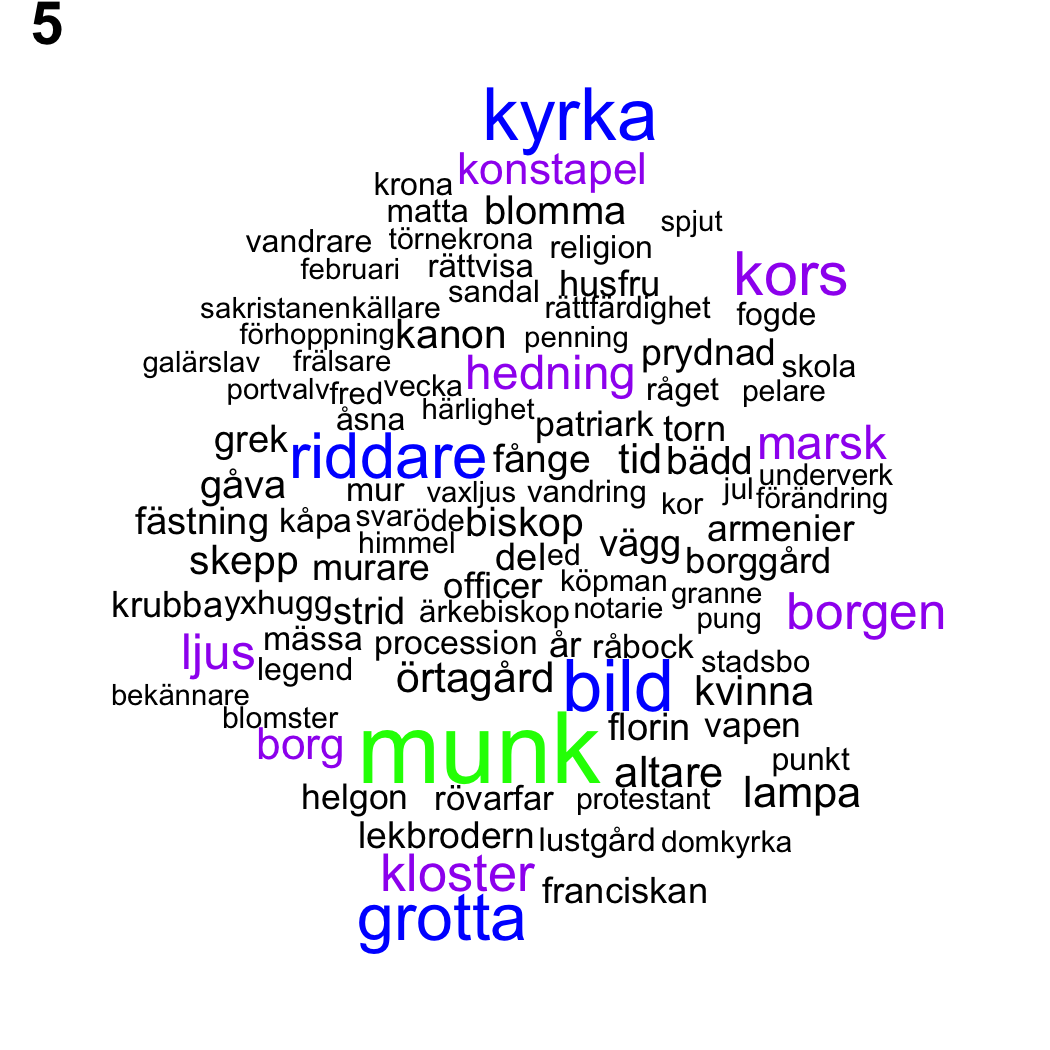 5
kyrka
konstapel
krona
matta blomma spjut
vandrare törnekrona religion
februari rättvisa kors
sandal husfru
sakristanenkällare rättfärdighet fogde
förhoppning kanon penning
galärslav frälsare hedning prydnad skola
portvalv fred vecka råget pelare
åsna härlighet patriark torn
grek riddare fånge tid bädd marsk
gåva mur vaxljus vandring kor jul underverk
förändring
fästning kåpa svar öde biskop armenier
himmel
skepp murare del ed vägg borggård
officer köpman granne
krubba yxhugg strid ärkebiskop notarie pung borgen
ljus mässa procession år råbock
legend örtagård bild stadsbo
bekännare kvinna
blomster florin vapen
borg munk altare punkt
helgon rövarfar protestant lampa
lekbrodern lustgård domkyrka
kloster franciskan
grotta